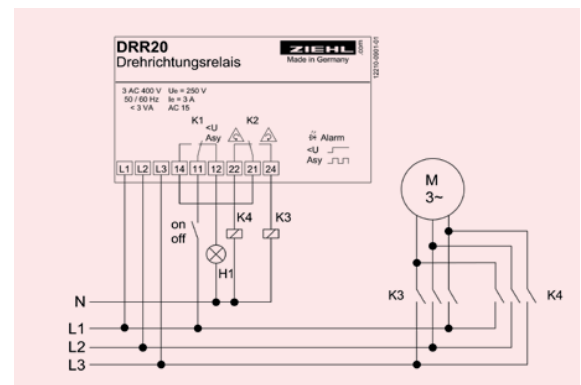 DRR20
Drehrichtungsrelais
ZIEHL .com
Made in Germany
12210-0901-01
3 AC 400 V Ue = 250 V
50 / 60 Hz Ie = 3 A
< 3 VA AC 15
K1 <U Asy K2
Alarm
<U
Asy
L1 L2 L3 14 11 12 22 21 24
on
off
K4 K3
H1
M
3~
K3 K4
N
L1
L2
L3